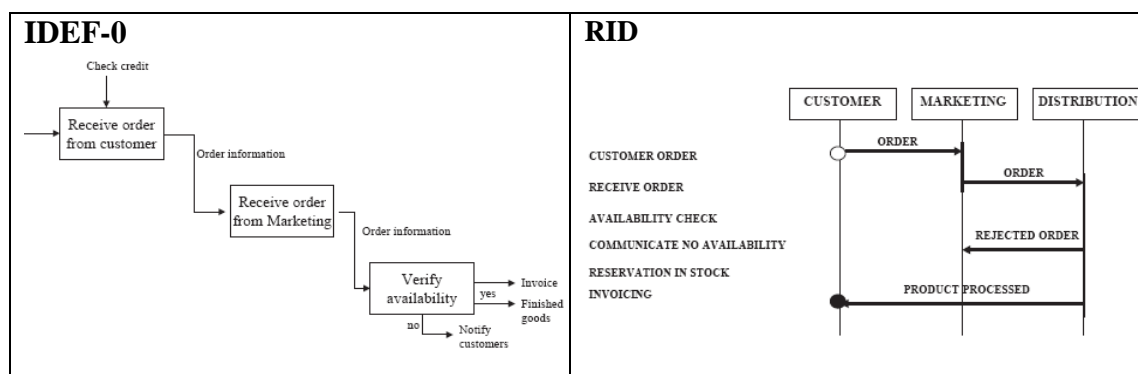 IDEF-0
Check credit
Receive order
from customer
Order information
Receive order
from Marketing
Order information
Verify
availability
Invoice
yes
Finished
goods
no
Notify
customers
RID
CUSTOMER
MARKETING
DISTRIBUTION
ORDER
CUSTOMER ORDER
ORDER
RECEIVE ORDER
AVAILABILITY CHECK
REJECTED ORDER
COMMUNICATE NO AVAILABILITY
RESERVATION IN STOCK
PRODUCT PROCESSED
INVOICING